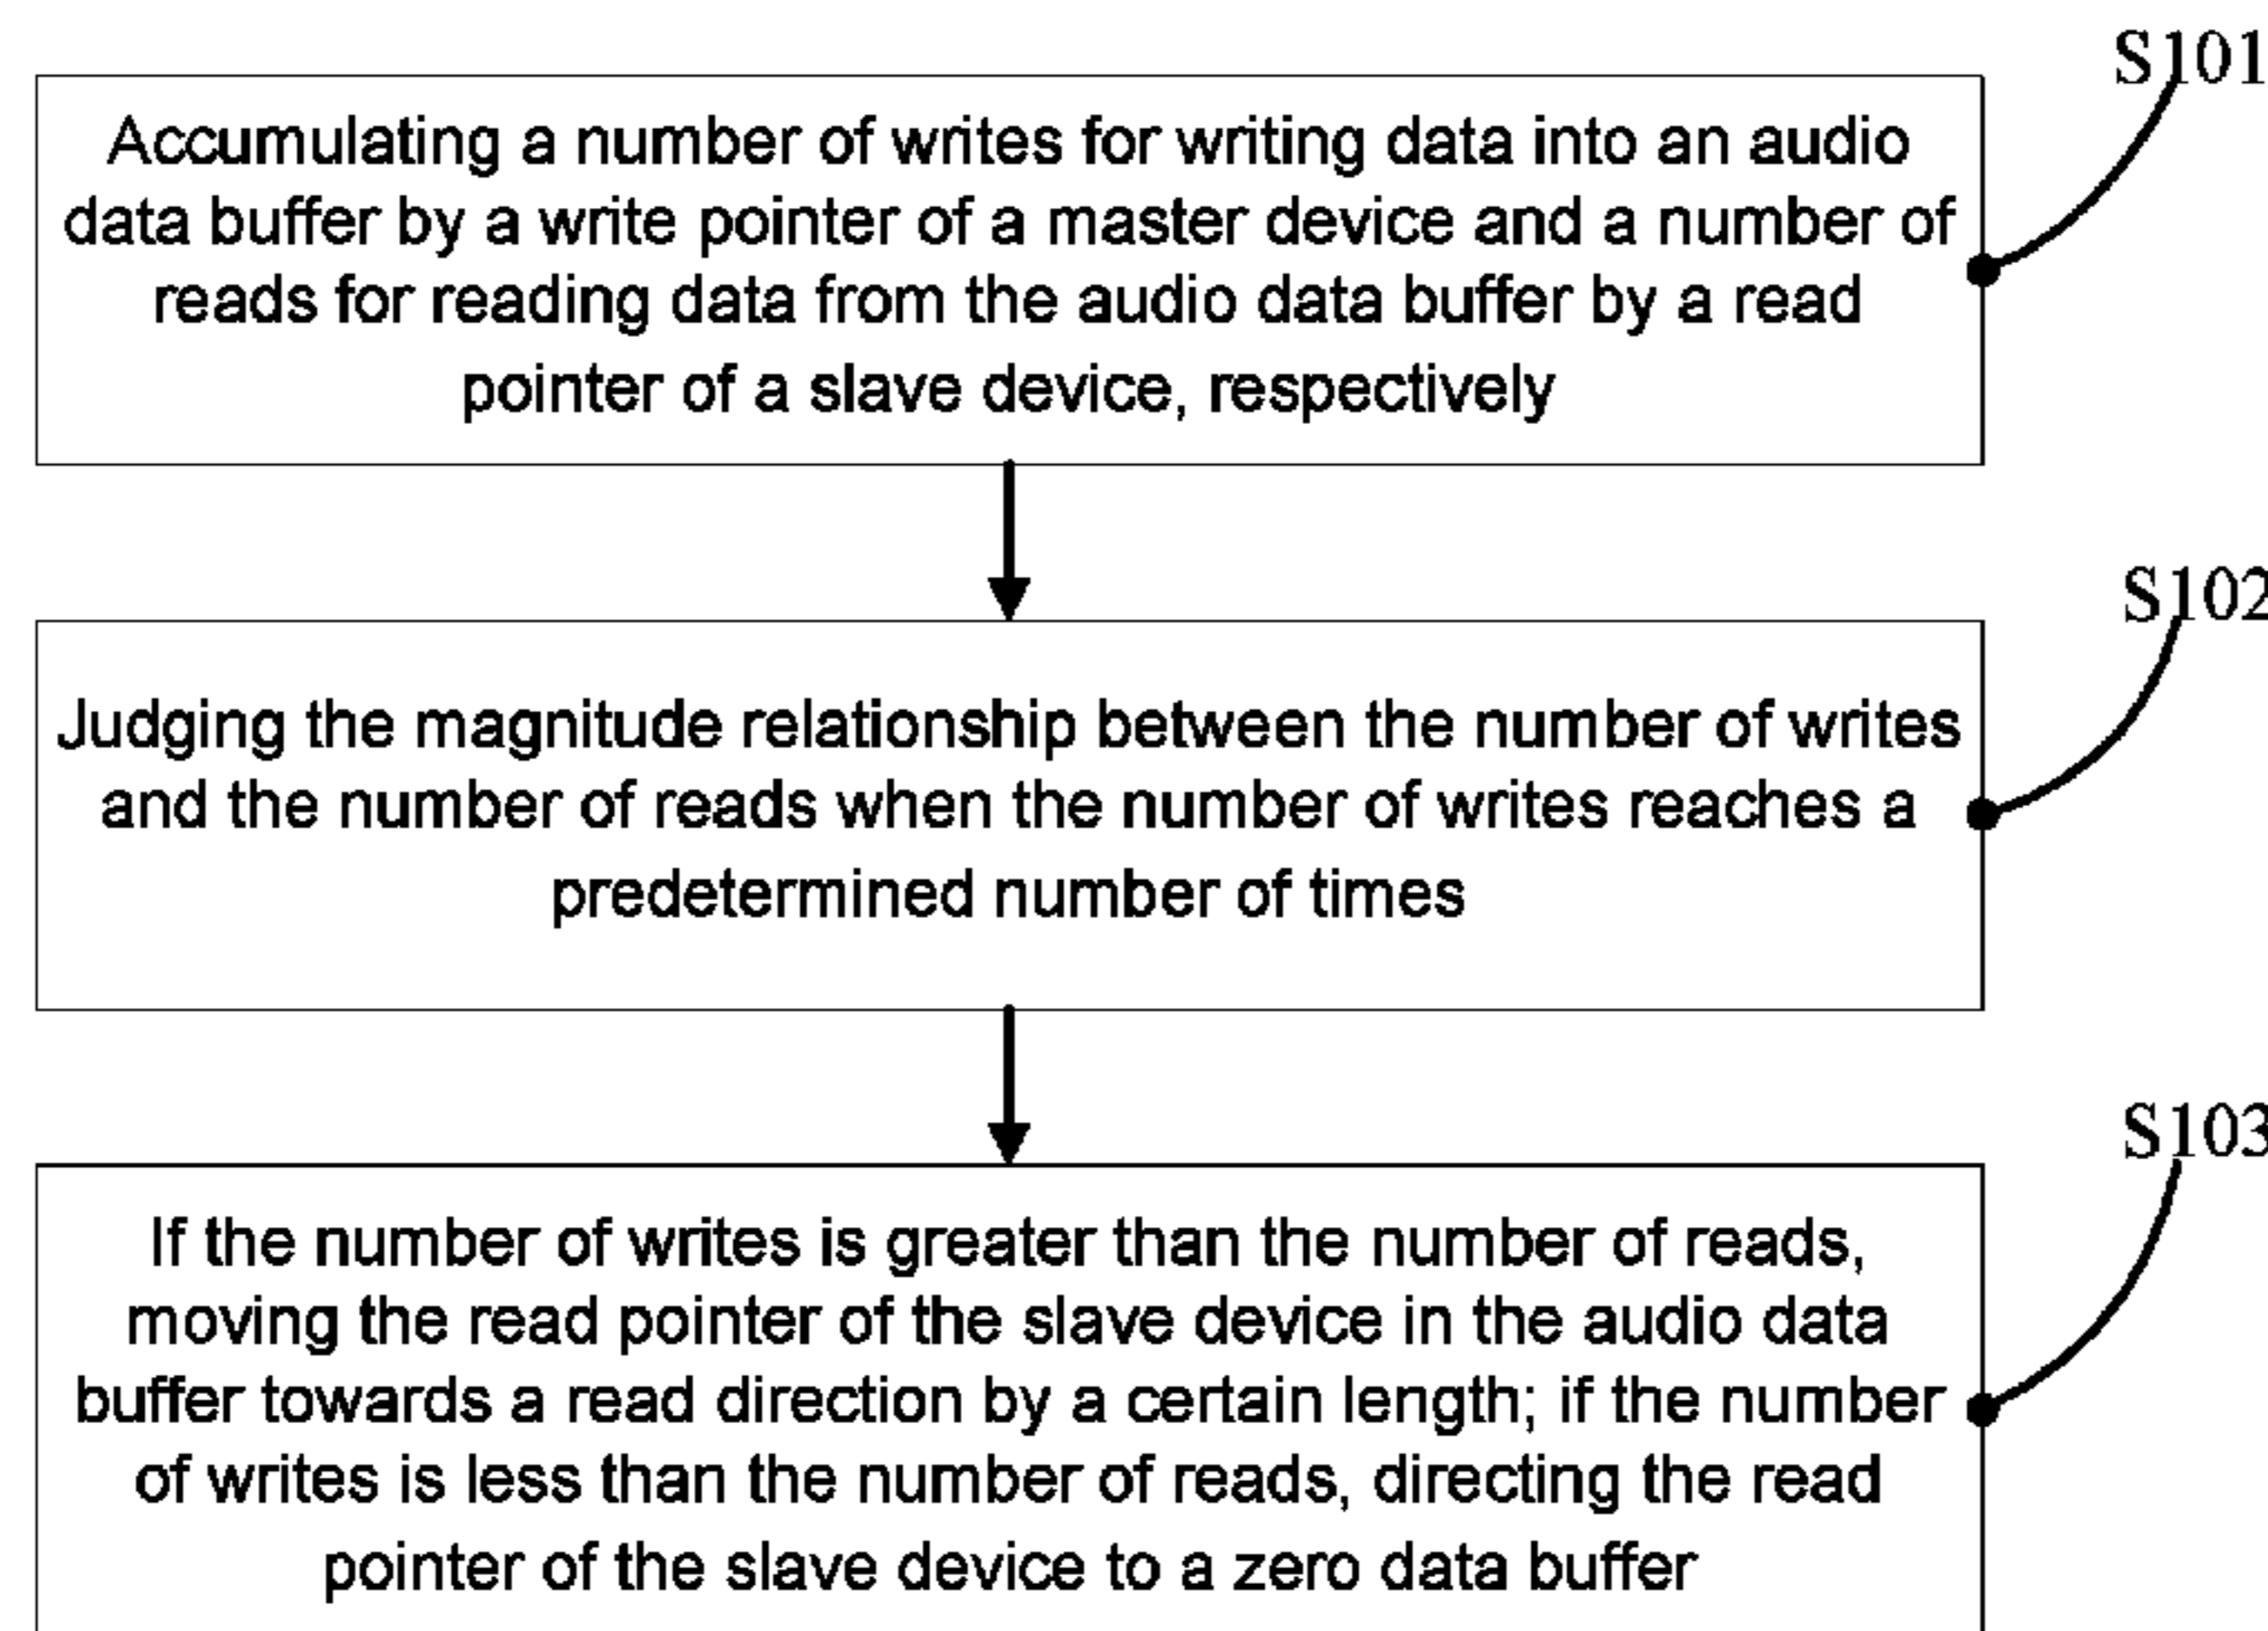 S101
Accumulating a number of writes for writing data into an audio
data buffer by a write pointer of a master device and a number of
reads for reading data from the audio data buffer by a read
pointer of a slave device, respectively
S102
Judging the magnitude relationship between the number of writes
and the number of reads when the number of writes reaches a
predetermined number of times
S103
If the number of writes is greater than the number of reads,
moving the read pointer of the slave device in the audio data
buffer towards a read direction by a certain length; if the number
of writes is less than the number of reads, directing the read
pointer of the slave device to a zero data buffer